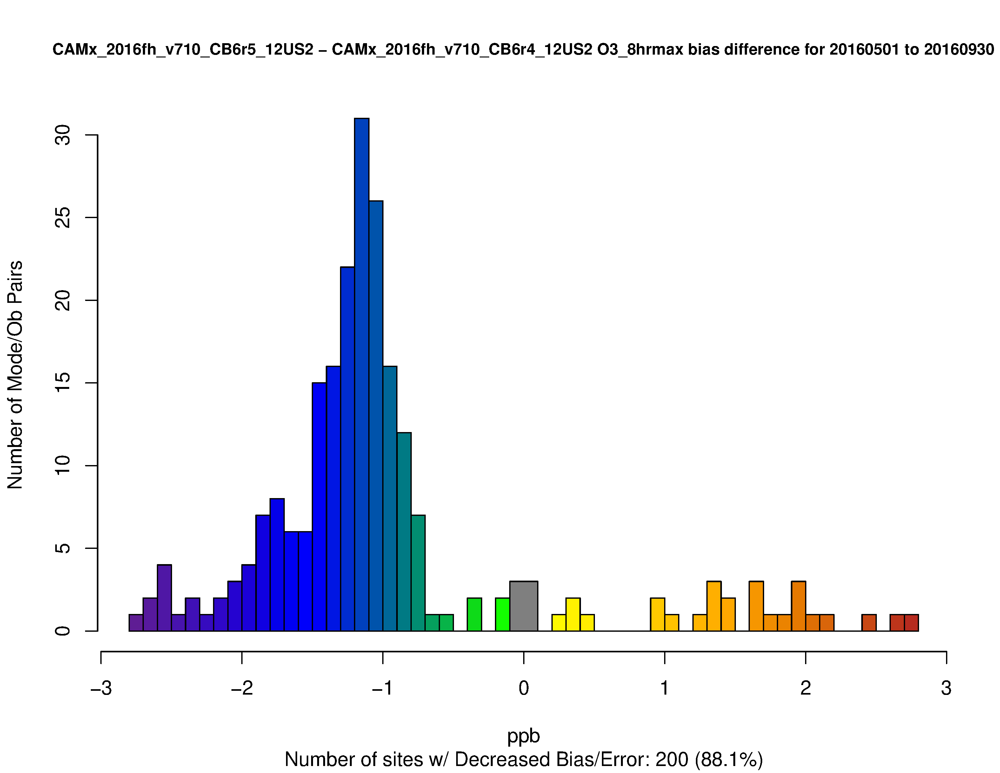 CAMx_2016fh_v710_CB6r5_12US2 − CAMx_2016fh_v710_CB6r4_12US2 O3_8hrmax bias difference for 20160501 to 20160930
Number of Mode/Ob Pairs
30
25
20
15
10
5
0
−3 −2 −1 0 1 2 3
ppb
Number of sites w/ Decreased Bias/Error: 200 (88.1%)